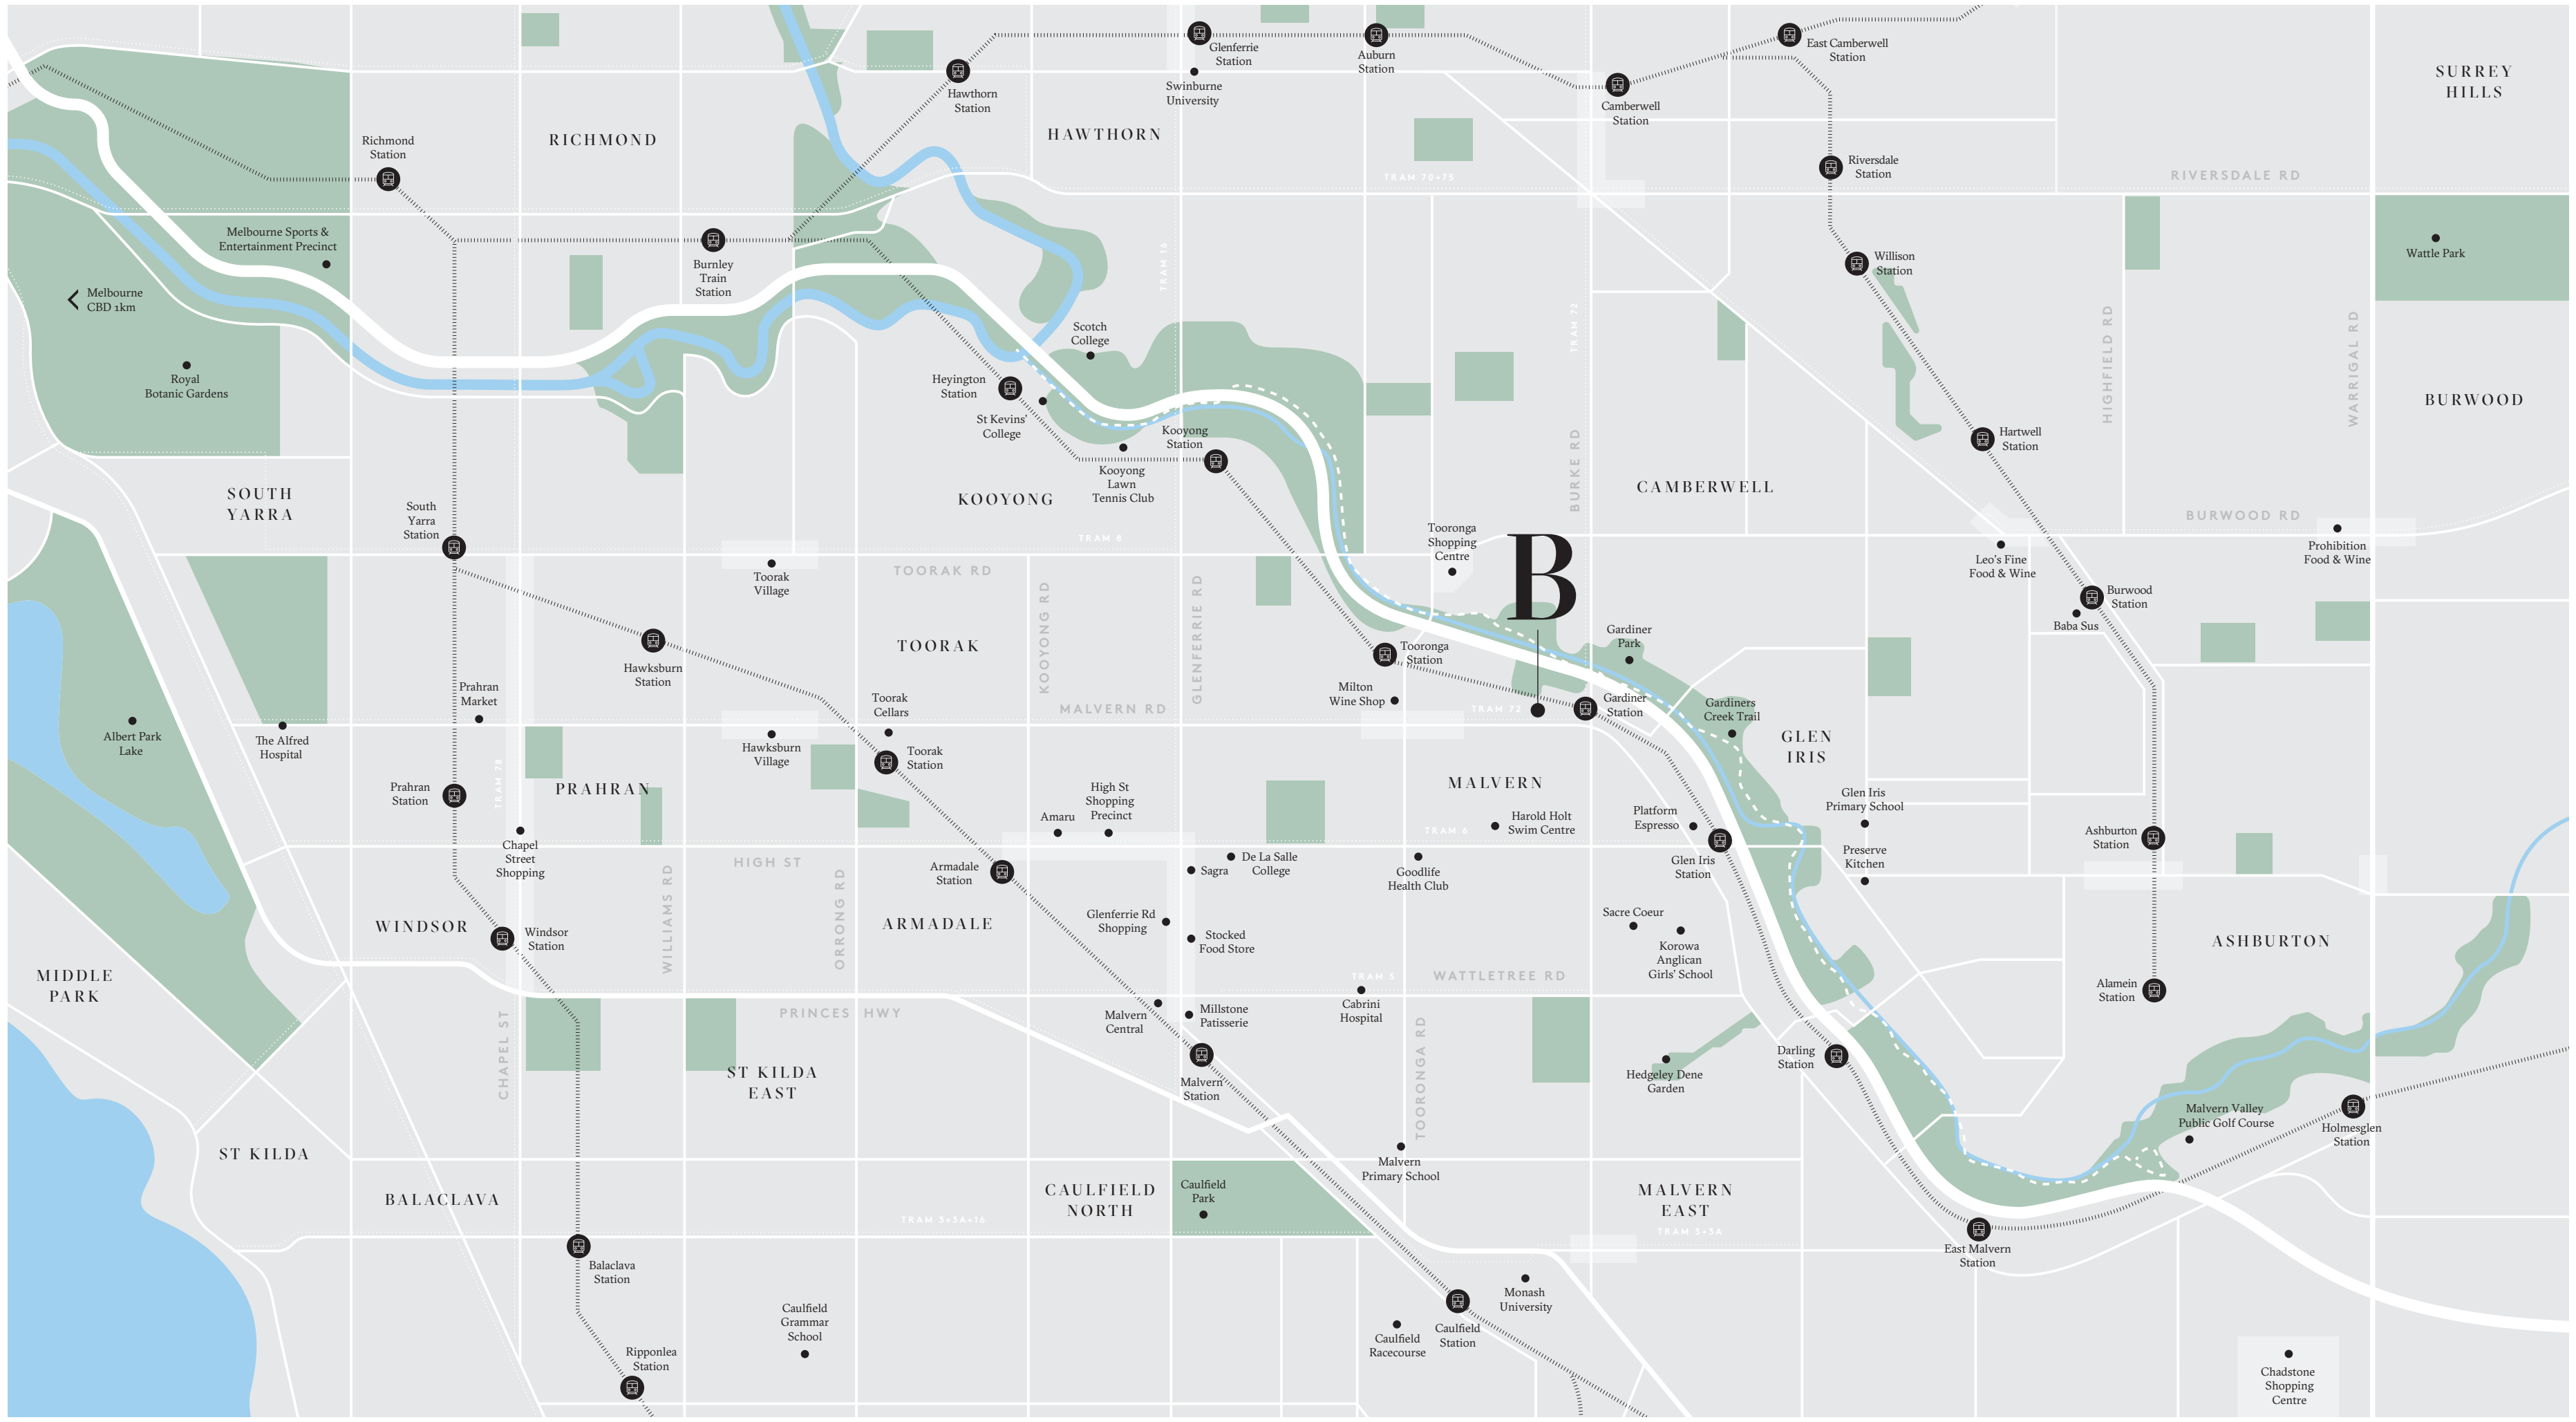 Glenferrie
Station
Swinburne
University
Auburn
Station
East Camberwell
Station
Camberwell
Station
SURREY
HILLS
Hawthorn
Station
RICHMOND
HAWTHORN
Richmond
Station
Riversdale
Station
TRAM 70+75
RIVERSDALE RD
Melbourne Sports &
Entertainment Precinct
Burnley
Train
Station
TRAM 16
Willison
Station
Wattle Park
Melbourne
CBD 1km
Royal
Botanic Gardens
Scotch
College
TRAM 72
HIGHFIELD RD
WARRIGAL RD
Heyington
Station
St Kevins'
College
BURWOOD
Kooyong
Station
Kooyong
Lawn
Tennis Club
BURKE RD
Hartwell
Station
SOUTH
YARRA
KOOYONG
CAMBERWELL
South
Yarra
Station
TRAM 8
Tooronga
Shopping
Centre
BURWOOD RD
Prohibition
Food & Wine
Leo's Fine
Food & Wine
Toorak
Village
TOORAK RD
B
Burwood
Station
Baba Sus
KOOYONG RD
GLENFERRIE RD
TOORAK
Hawksburn
Station
Tooronga
Station
Gardiner
Park
Prahran
Market
Toorak
Cellars
MALVERN RD
Milton
Wine Shop
TRAM 72
Gardiner
Station
Gardiners
Creek Trail
Albert Park
Lake
The Alfred
Hospital
Hawksburn
Village
Toorak
Station
GLEN
IRIS
TRAM 78
Prahran
Station
PRAHRAN
MALVERN
High St
Shopping
Precinct
Amaru
Harold Holt
Swim Centre
TRAM 6
Platform
Espresso
Glen Iris
Primary School
Chapel
Street
Shopping
HIGH ST
Ashburton
Station
Preserve
Kitchen
Armadale
Station
Sagra
De La Salle
College
Goodlife
Health Club
Glen Iris
Station
WILLIAMS RD
ORRONG RD
WINDSOR
Windsor
Station
ARMADALE
Glenferrie Rd
Shopping
Stocked
Food Store
Sacre Coeur
Korowa
Anglican
Girls' School
ASHBURTON
MIDDLE
PARK
TRAM 5
WATTLETREE RD
Alamein
Station
CHAPEL ST
PRINCES HWY
Malvern
Central
Millstone
Patisserie
Cabrini
Hospital
TOORONGA RD
ST KILDA
EAST
Malvern
Station
Hedgeley Dene
Garden
Darling
Station
Malvern Valley
Public Golf Course
Holmesglen
Station
ST KILDA
Malvern
Primary School
BALACLAVA
CAULFIELD
NORTH
Caulfield
Park
MALVERN
EAST
TRAM 3+3A+16
TRAM 3+3A
East Malvern
Station
Balaclava
Station
Monash
University
Caulfield
Grammar
School
Caulfield
Racecourse
Caulfield
Station
Ripponlea
Station
Chadstone
Shopping
Centre